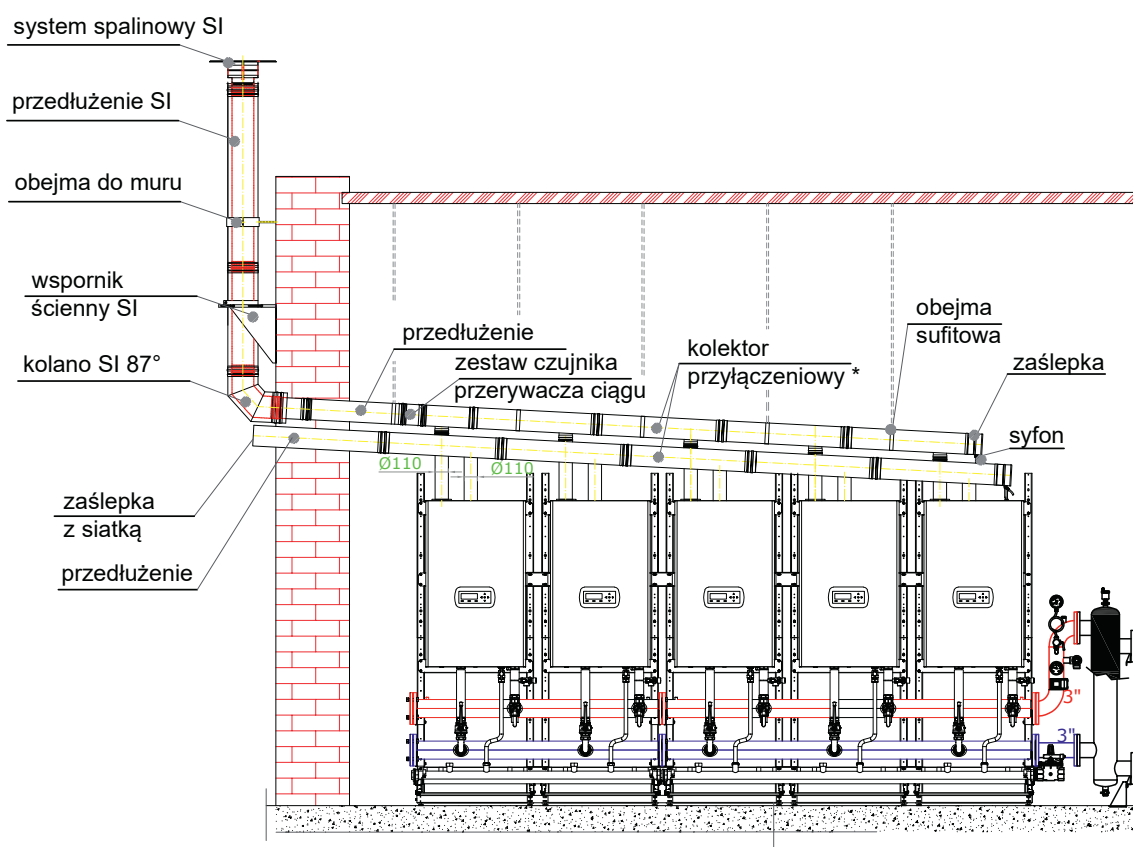 system spalinowy SI
przedłużenie SI
obejma do muru
wspornik
ścienny SI
kolano SI 87°
przedłużenie
zestaw czujnika
przerywacza ciągu
kolektor
przyłączeniowy *
obejma
sufitowa
zaślepka
syfon
Ø110
Ø110
zaślepka
z siatką
przedłużenie
3"
3"